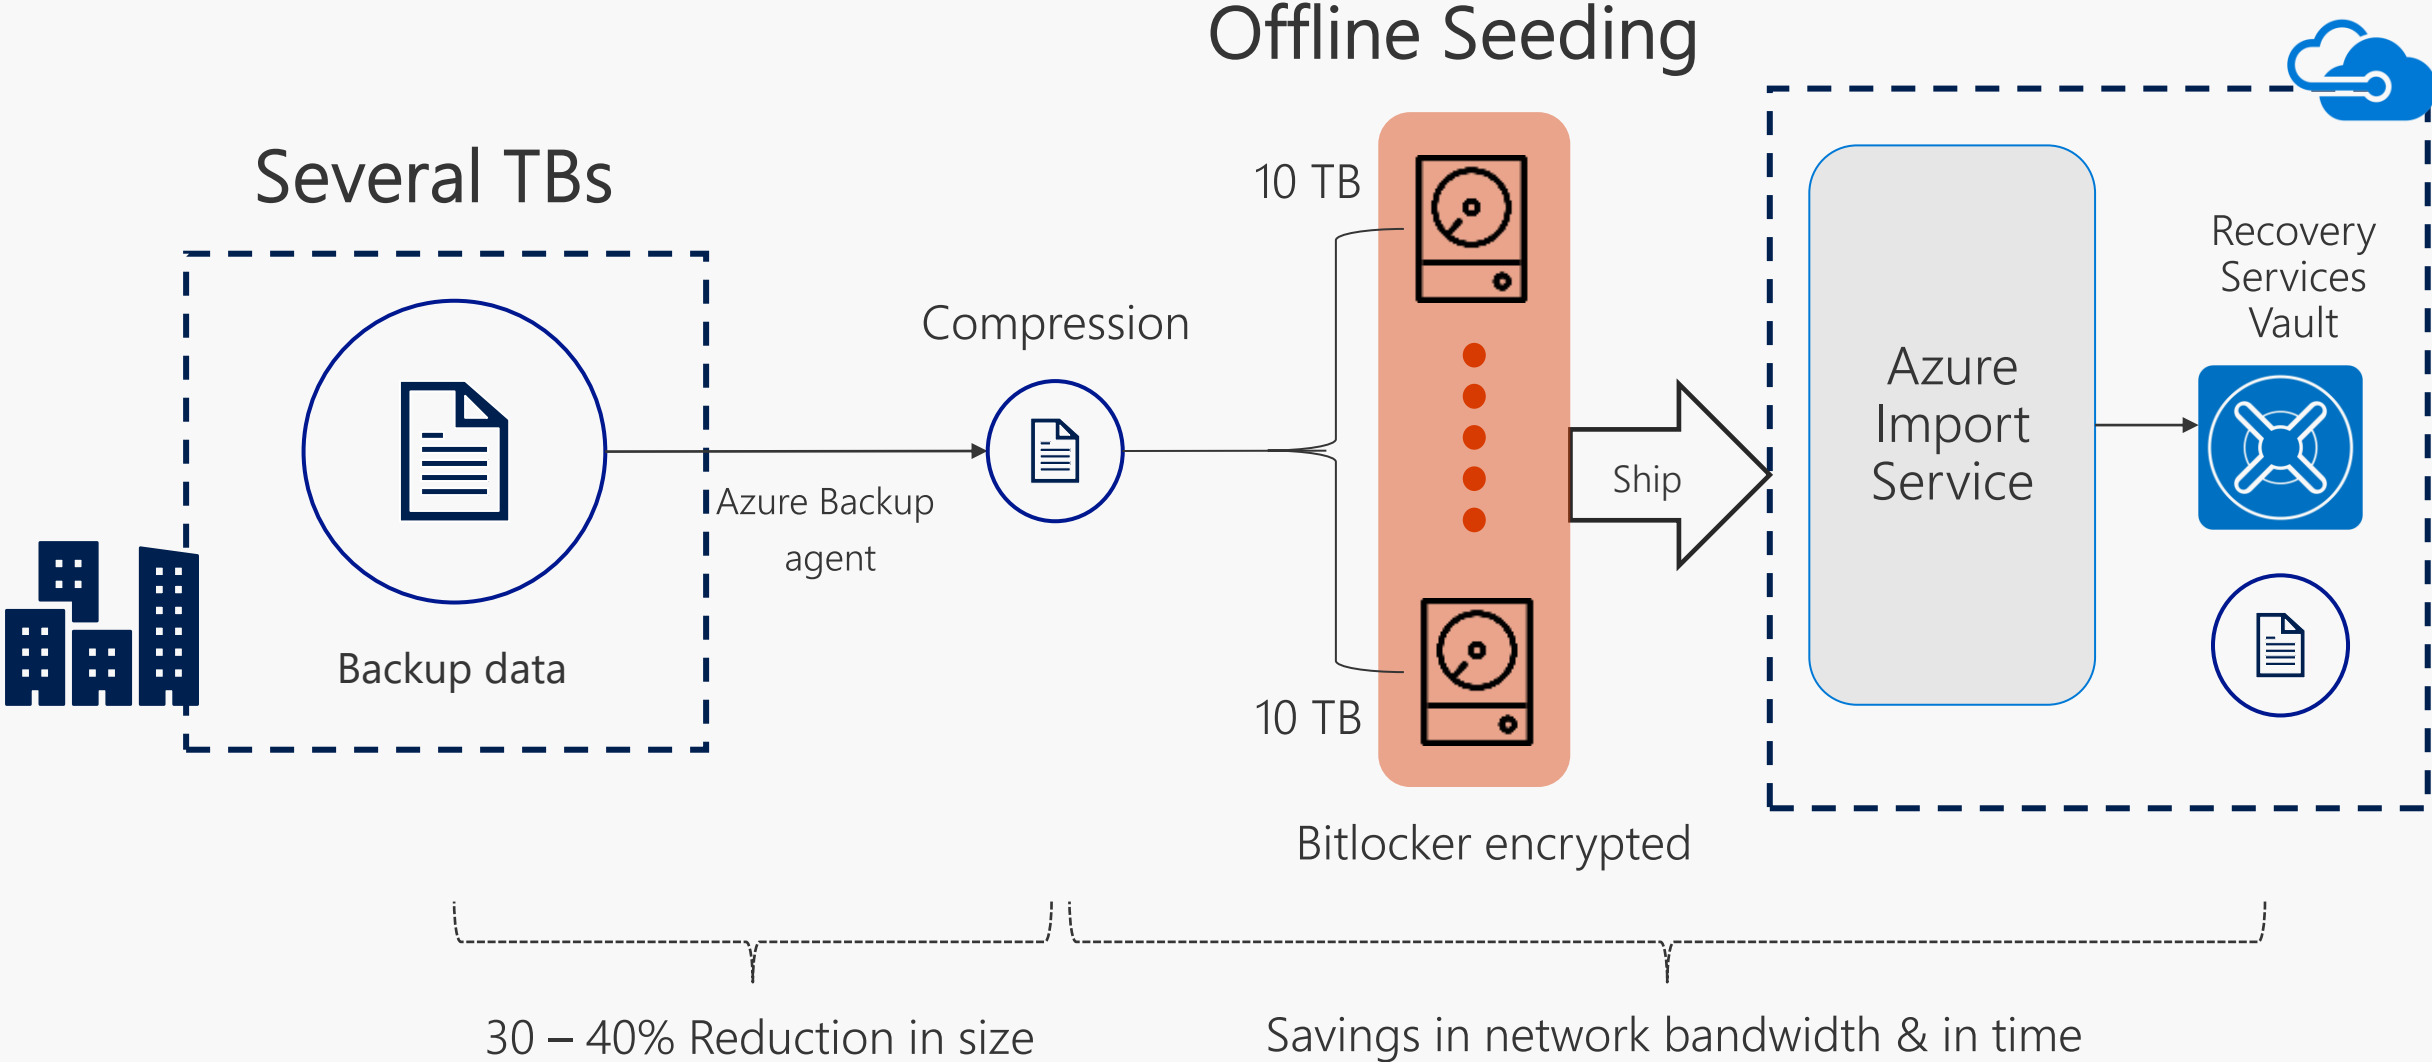 Offline Seeding
Several TBs
10 TB
Recovery
Services
Vault
Compression
Azure
Import
Service
Ship
Azure Backup
agent
Backup data
10 TB
Bitlocker encrypted
30 – 40% Reduction in size
Savings in network bandwidth & in time